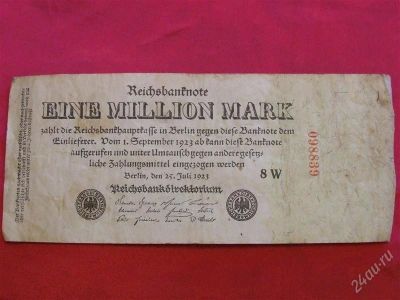 Reichsbanknote
EINE MILLION MARK
zahlt die Reichsbankhauptkasse in Berlin gegen diese Banknote dem
Einlieferer. Vom 1. September 1923 ab kann diese Banknote
aufgerufen und unter Umtausch gegen andere gesetz-
liche Zahlungsmittel eingezogen werden
Berlin, den 25. Juli 1923
Reichsbankdirektorium
8 W
098839
24au.ru